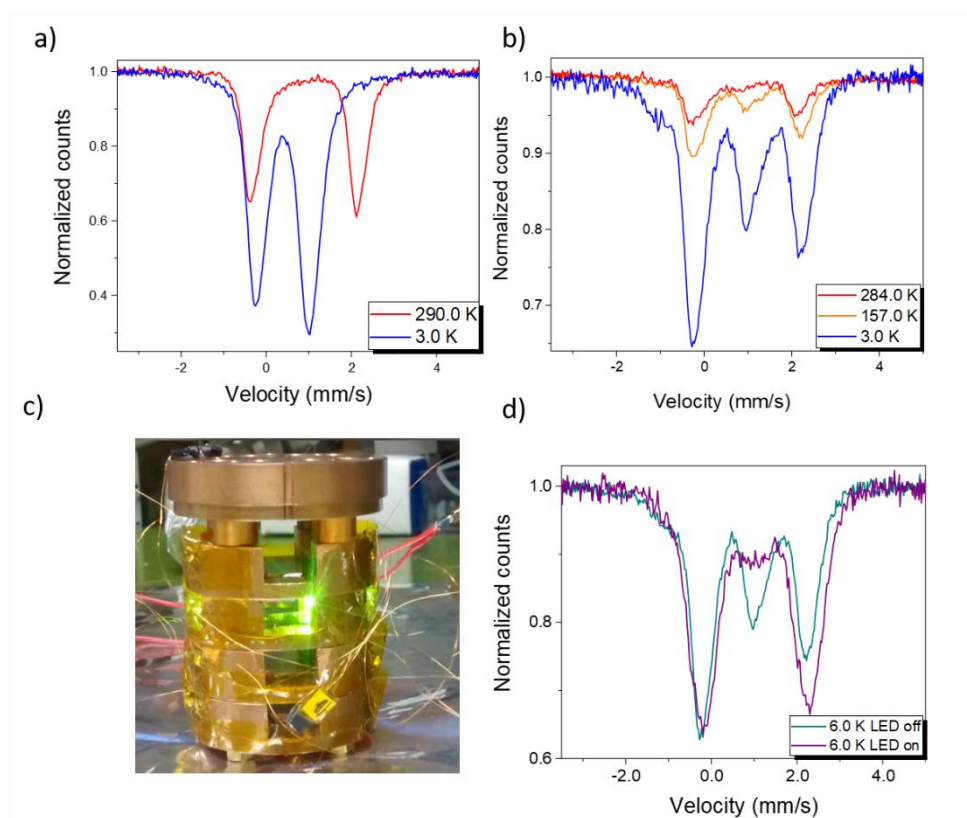 a)
Normalized counts
1.0
0.8
0.6
0.4
-2
0
2
4
Velocity (mm/s)
290.0 K
3.0 K
b)
Normalized counts
1.0
0.9
0.8
0.7
-2
0
2
4
Velocity (mm/s)
284.0 K
157.0 K
3.0 K
c)
d)
Normalized counts
1.0
0.8
0.6
-2.0
0.0
2.0
4.0
Velocity (mm/s)
6.0 K LED off
6.0 K LED on